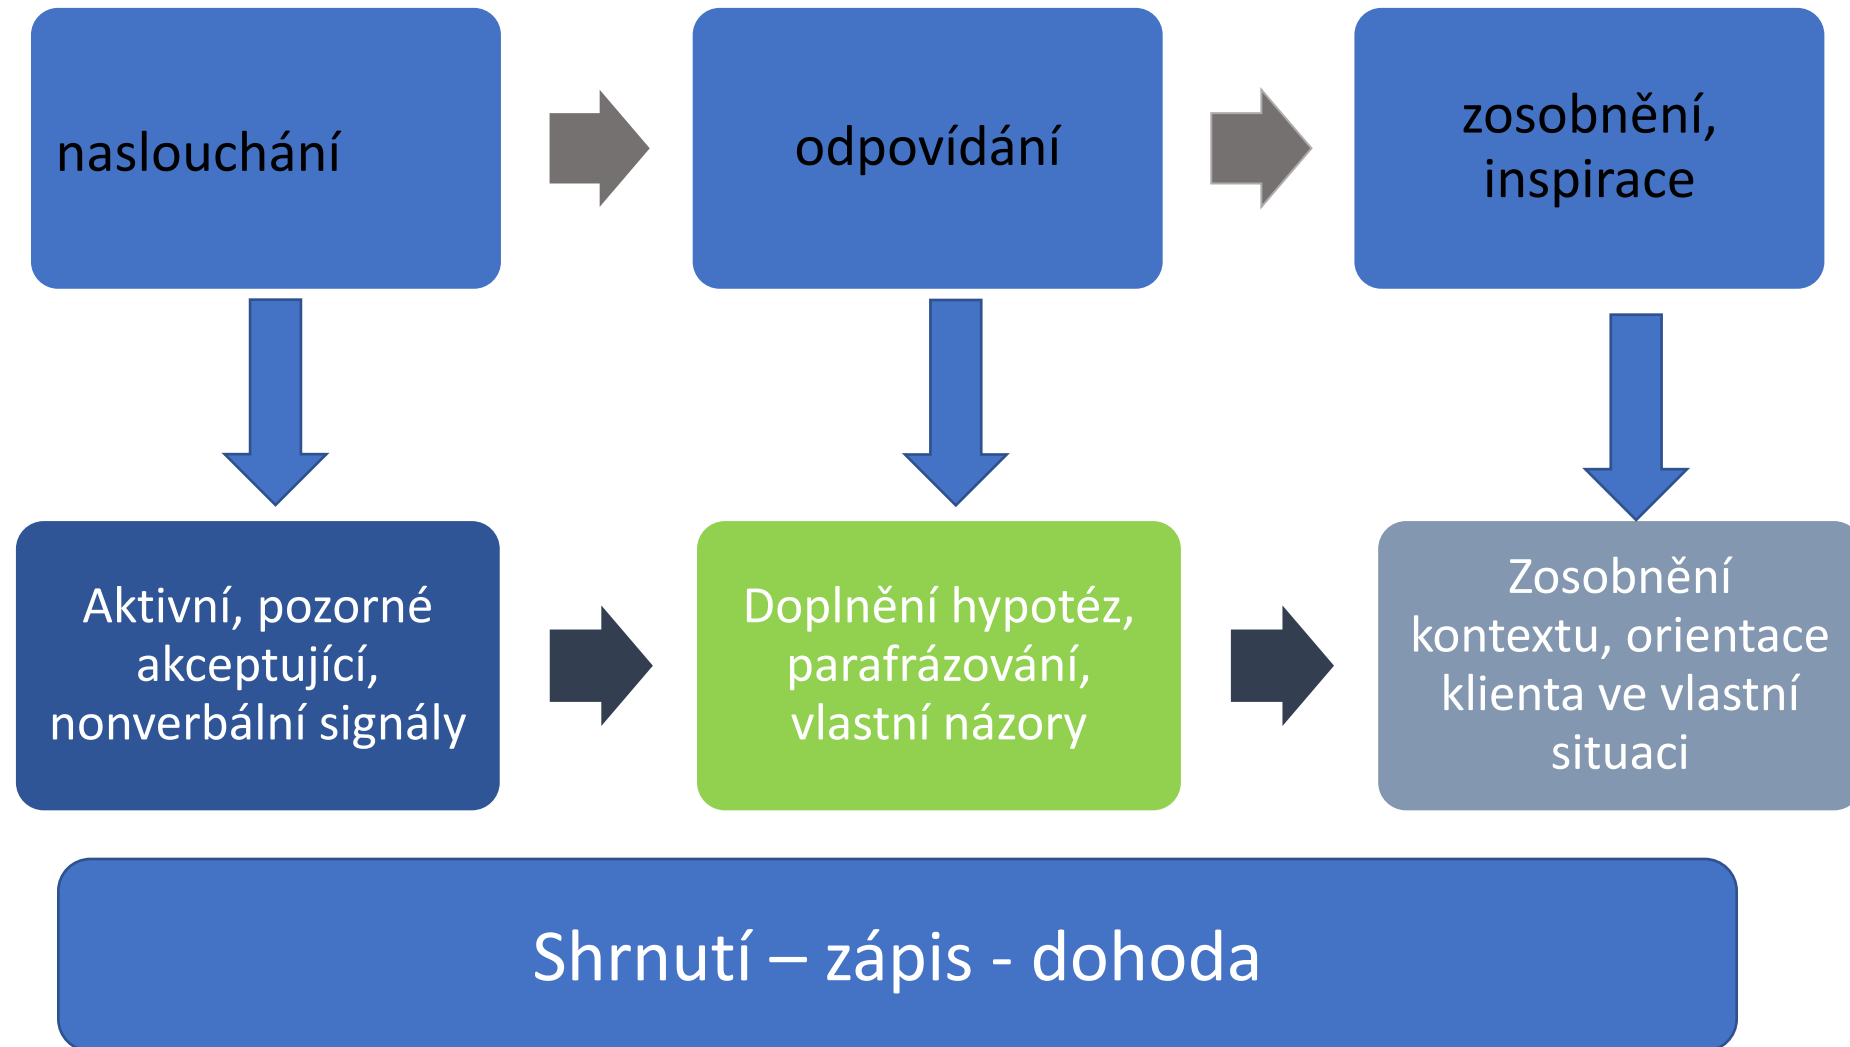 naslouchání
odpovídání
zosobnění,
inspirace
Aktivní, pozorné
akceptující,
nonverbální signály
Doplnění hypotéz,
parafrázování,
vlastní názory
Zosobnění
kontextu, orientace
klienta ve vlastní
situaci
Shrnutí – zápis - dohoda